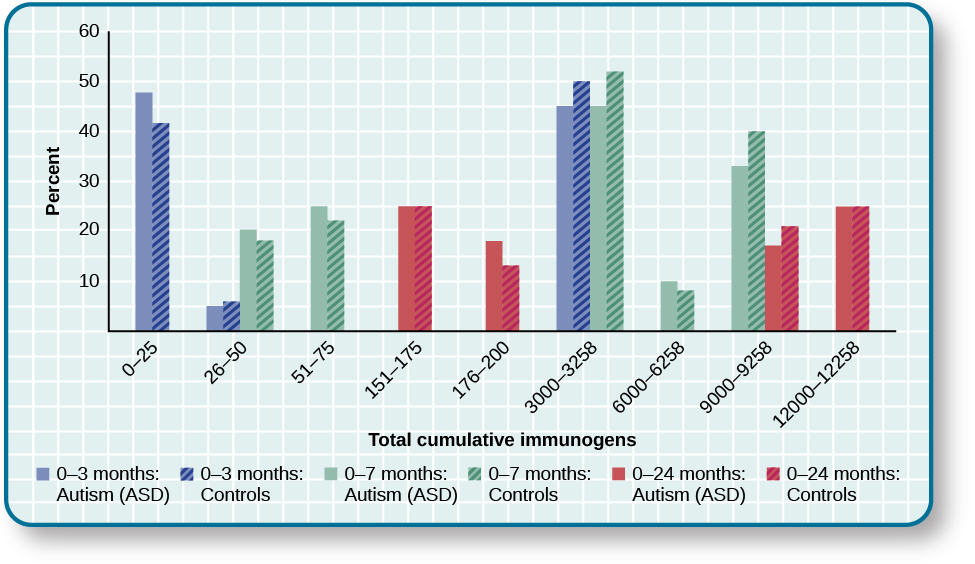 60
50
40
30
20
10
Percent
0–25
26–50
51–75
151–175
176–200
3000–3258
6000–6258
9000–9258
12000–12258
Total cumulative immunogens
0–3 months:
Autism (ASD)
0–3 months:
Controls
0–7 months:
Autism (ASD)
0–7 months:
Controls
0–24 months:
Autism (ASD)
0–24 months:
Controls